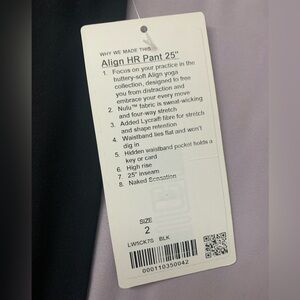 WHY WE MADE THIS
Align HR Pant 25"
1. Focus on your practice in the
buttery-soft Align yoga
collection, designed to free
you from distraction and
embrace your every move
2. Nulu™ fabric is sweat-wicking
and four-way stretch
3. Added Lycra® fibre for stretch
and shape retention
4. Waistband lies flat and won't
dig in
5. Hidden waistband pocket holds a
key or card
6. High rise
7. 25" inseam
8. Naked Sensation
SIZE
2
LW5CK7S BLK
000110350042